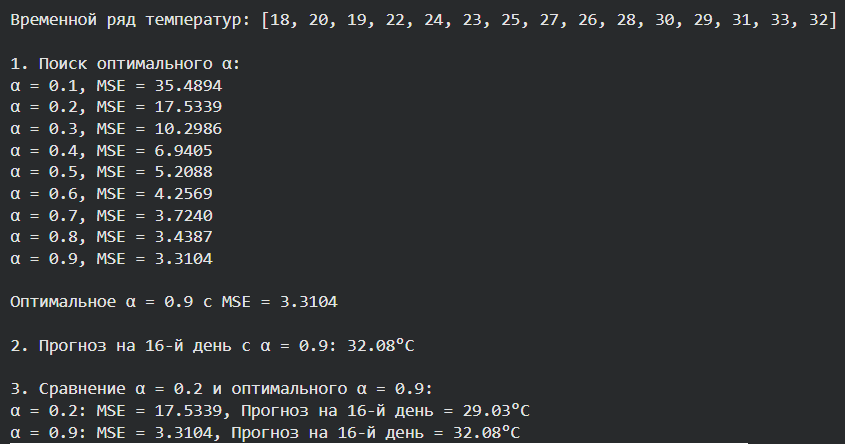 Временной ряд температур: [18, 20, 19, 22, 24, 23, 25, 27, 26, 28, 30, 29, 31, 33, 32]
1. Поиск оптимального α:
α = 0.1, MSE = 35.4894
α = 0.2, MSE = 17.5339
α = 0.3, MSE = 10.2986
α = 0.4, MSE = 6.9405
α = 0.5, MSE = 5.2088
α = 0.6, MSE = 4.2569
α = 0.7, MSE = 3.7240
α = 0.8, MSE = 3.4387
α = 0.9, MSE = 3.3104
Оптимальное α = 0.9 с MSE = 3.3104
2. Прогноз на 16-й день с α = 0.9: 32.08°C
3. Сравнение α = 0.2 и оптимального α = 0.9:
α = 0.2: MSE = 17.5339, Прогноз на 16-й день = 29.03°C
α = 0.9: MSE = 3.3104, Прогноз на 16-й день = 32.08°C